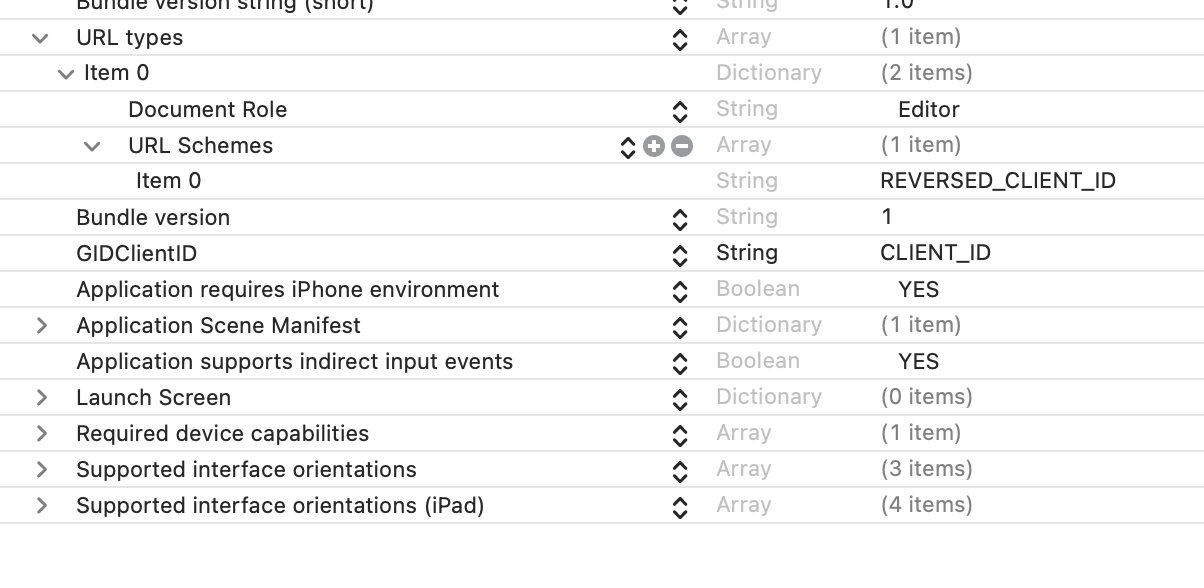 Bundle version string (short) String 1.0
URL types Array (1 item)
Item 0 Dictionary (2 items)
Document Role String Editor
URL Schemes Array (1 item)
Item 0 String REVERSED_CLIENT_ID
Bundle version String 1
GIDClientID String CLIENT_ID
Application requires iPhone environment Boolean YES
Application Scene Manifest Dictionary (1 item)
Application supports indirect input events Boolean YES
Launch Screen Dictionary (0 items)
Required device capabilities Array (1 item)
Supported interface orientations Array (3 items)
Supported interface orientations (iPad) Array (4 items)